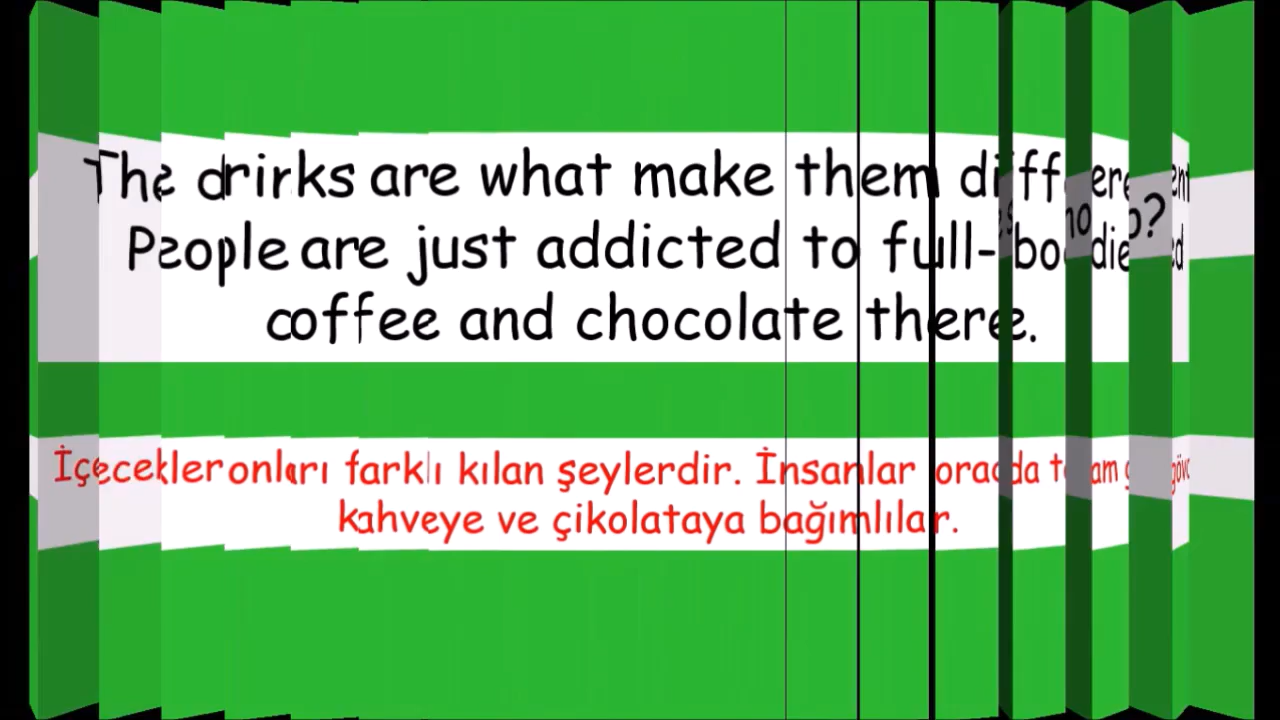 The drinks are what make them different
People are just addicted to full- bodied
coffee and chocolate there.
İçecekler onları farklı kılan şeylerdir. İnsanlar orada
kahveye ve çikolataya bağımlılar.